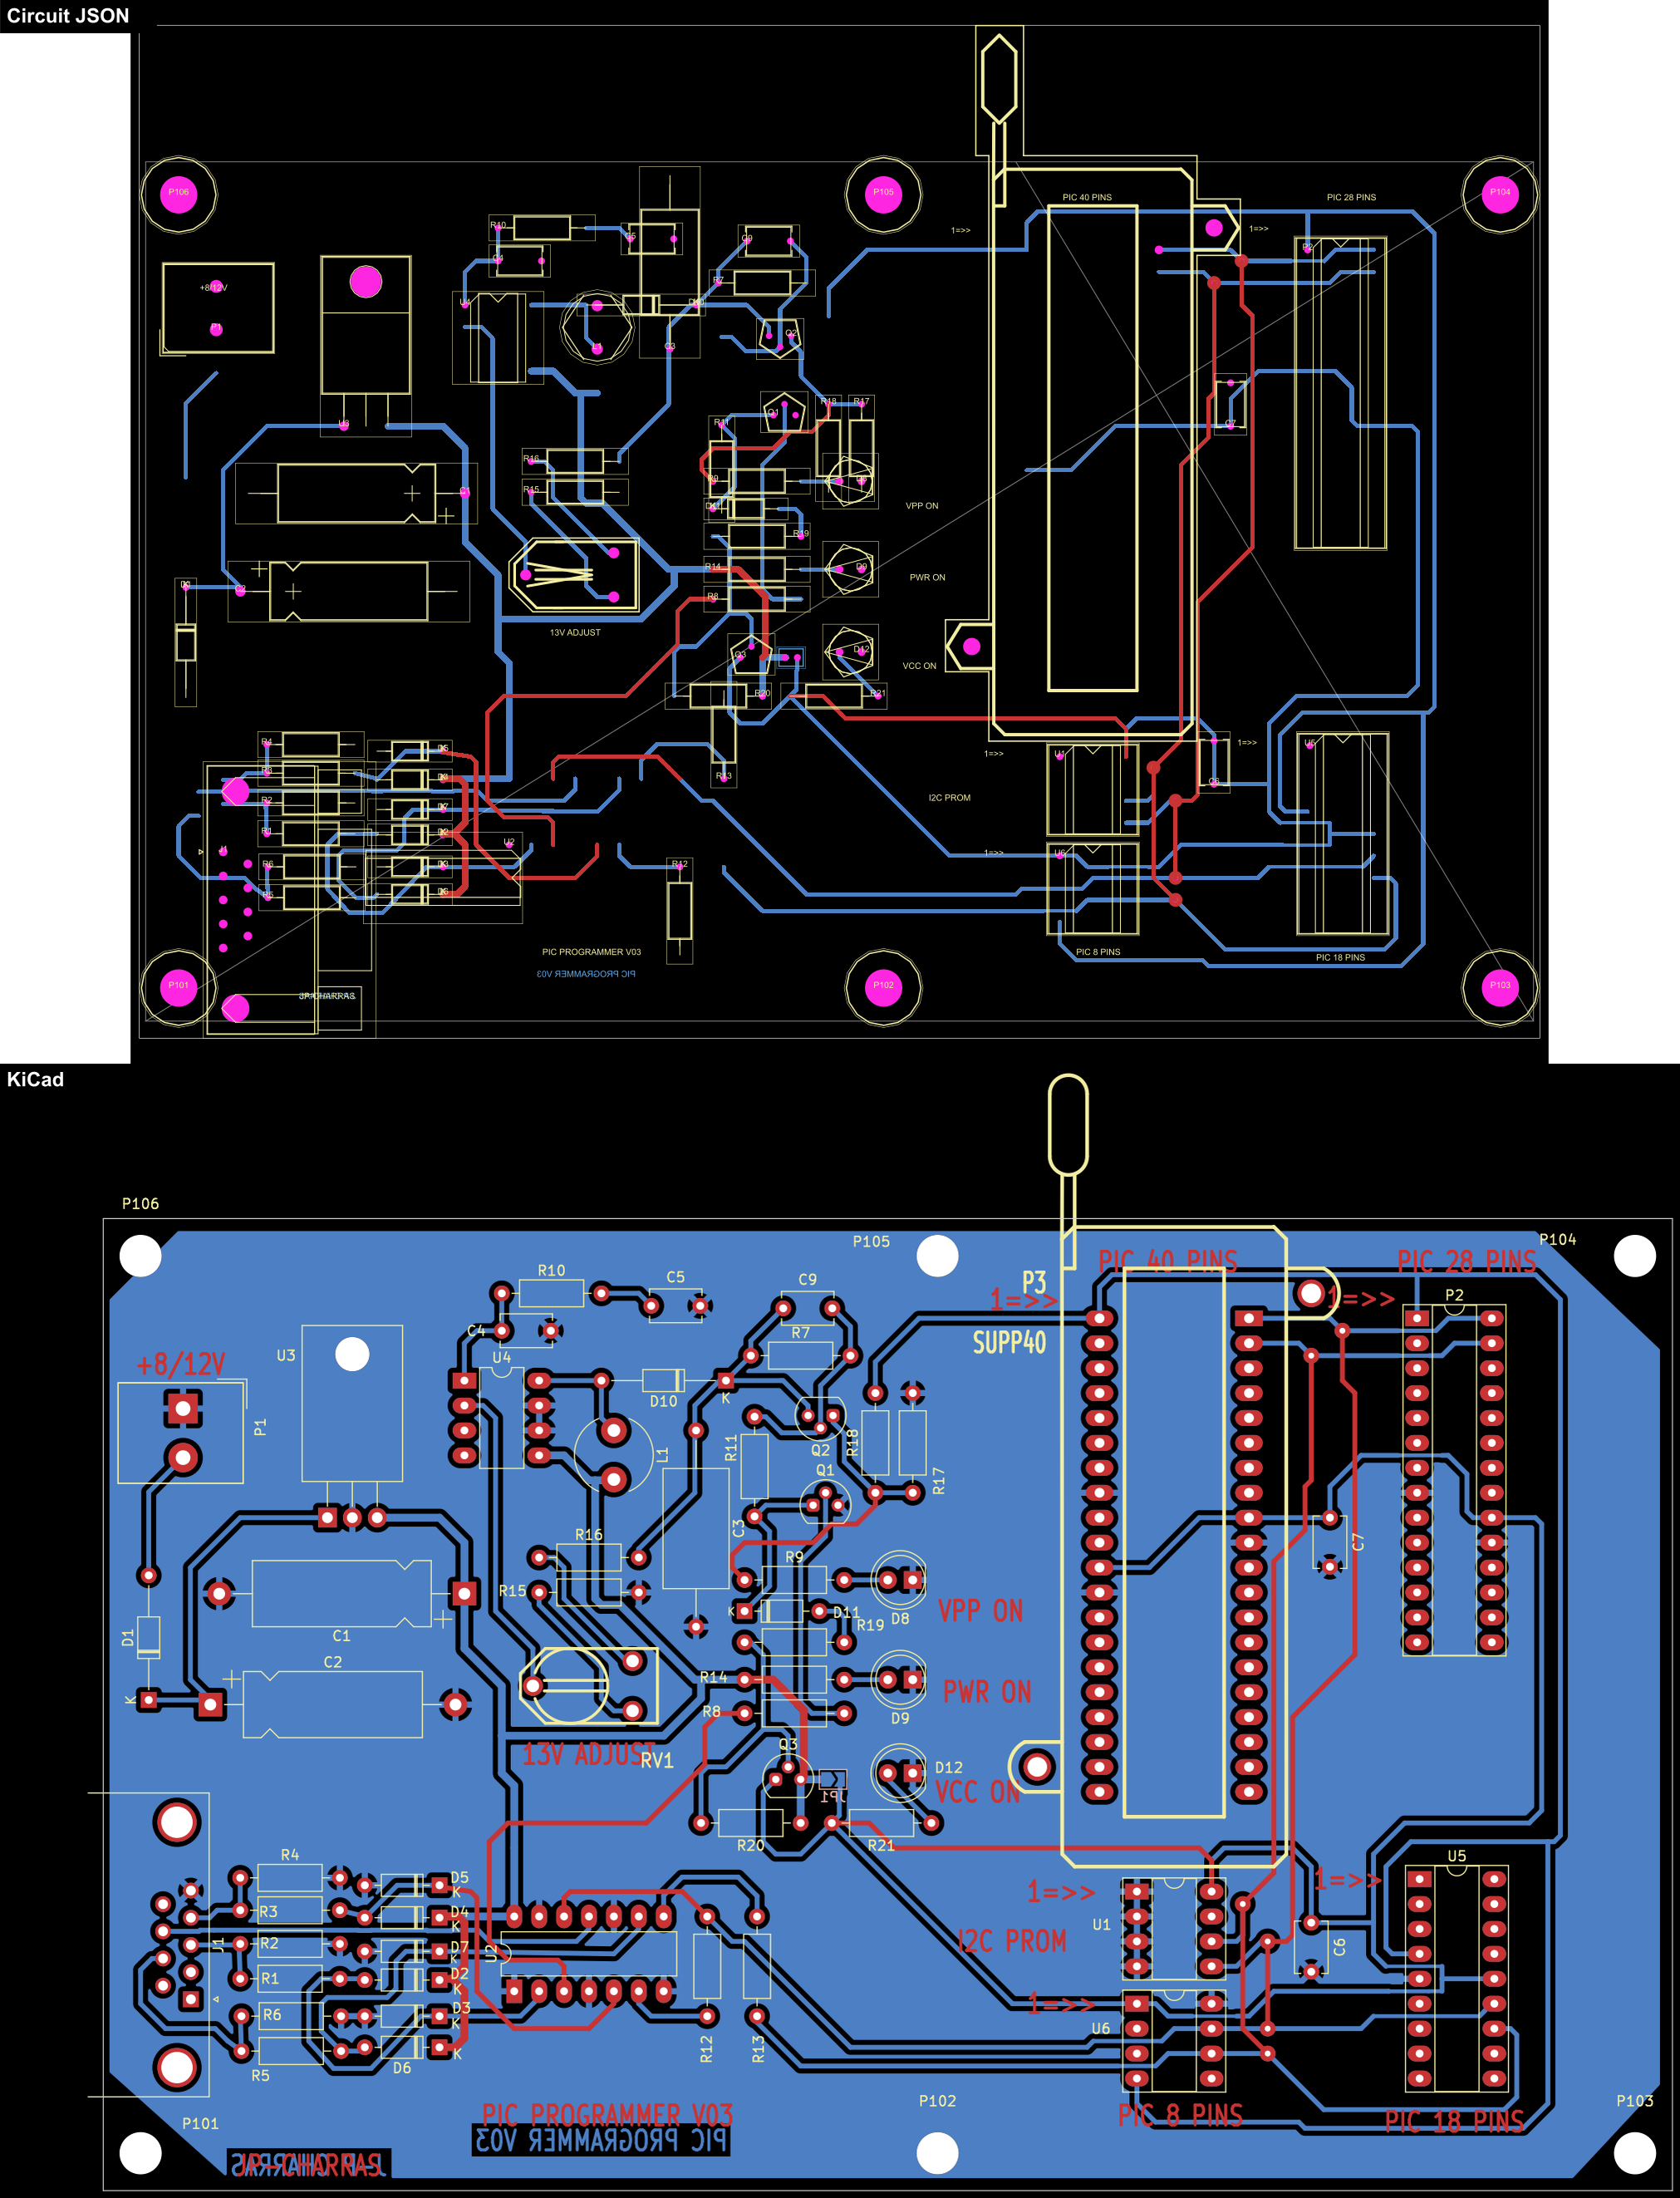 Circuit JSON
P106
P105
P104
PIC 40 PINS
PIC 28 PINS
R10
1=>>
1=>>
C5
C9
P2
C4
R7
+8/12V
U4
P1
L1
C3
Q2
R18
R17
Q1
R11
U3
C7
R16
R9
D8
R15
C1
VPP ON
R19
R14
D9
PWR ON
R8
C2
13V ADJUST
Q3
D12
VCC ON
R20
R21
R4
D5
1=>>
U1
1=>>
U5
R3
R13
C6
R2
D7
I2C PROM
R1
D2
U2
J1
1=>>
U6
R6
D3
R12
R5
D6
PIC PROGRAMMER V03
PIC 8 PINS
PIC 18 PINS
PIC PROGRAMMER V03
P101
P102
P103
KiCad
P106
P105
P104
PIC 40 PINS
PIC 28 PINS
R10
C5
C9
P3
1=>>
1=>>
P2
C4
R7
SUPP40
U3
U4
+8/12V
D10
K
P1
L1
R11
Q2
R18
Q1
R17
C3
C7
R16
R9
R15
K
D11
D8
VPP ON
R19
D1
C1
C2
R14
PWR ON
K
R8
D9
13V ADJUST
RV1
Q3
D12
JP1
VCC ON
R20
R21
R4
D5
K
1=>>
1=>>
U5
R3
D4
K
U1
J1
R2
D7
K
U2
I2C PROM
C6
R1
D2
K
1=>>
R6
D3
K
U6
R12
R13
K
R5
D6
P101
P102
P103
PIC PROGRAMMER V03
PIC 8 PINS
PIC 18 PINS
PIC PROGRAMMER V03
JP-CHARRAS